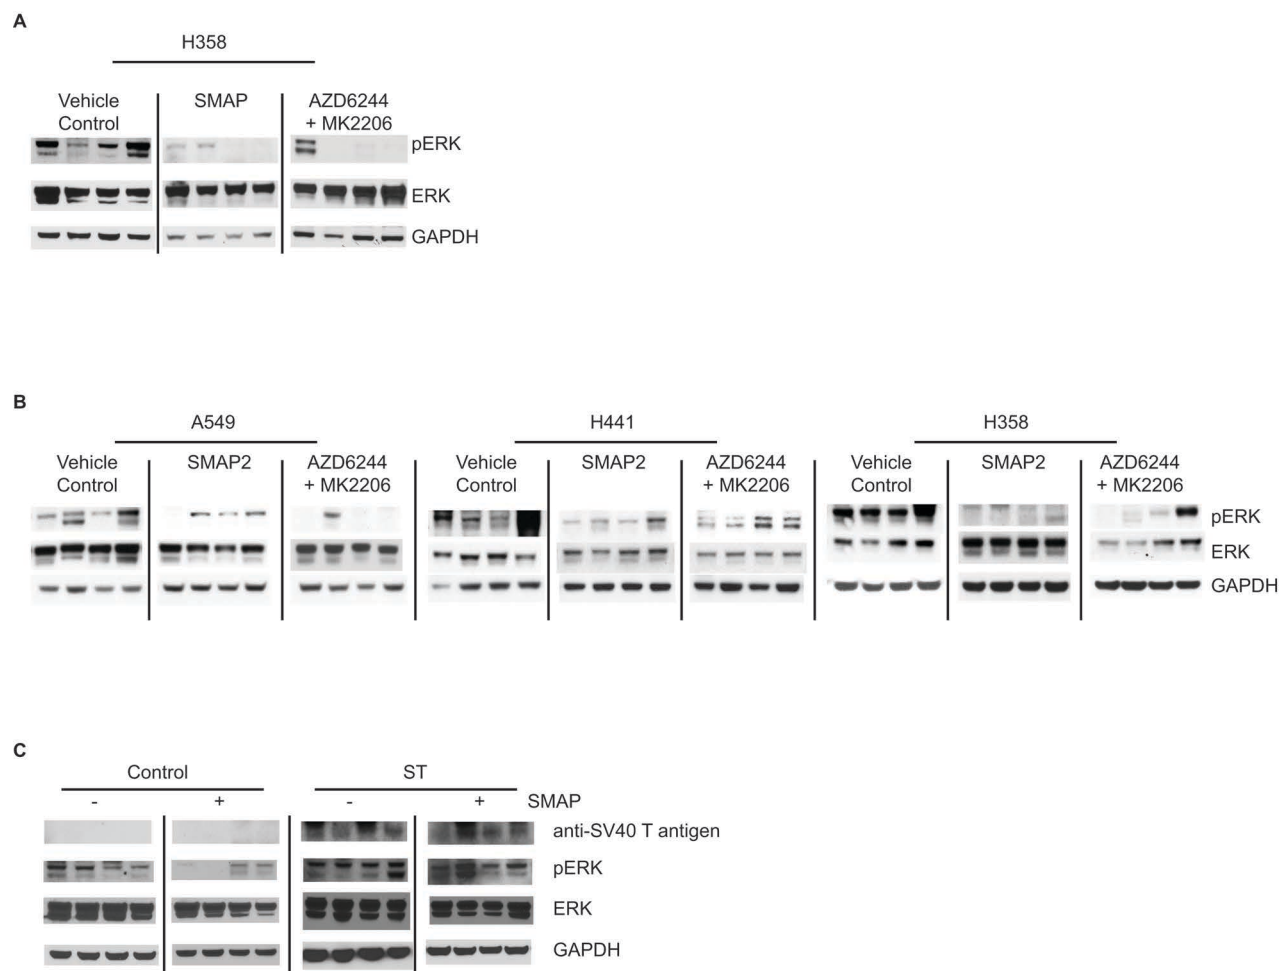 A
H358
Vehicle Control
SMAP
AZD6244 + MK2206
pERK
ERK
GAPDH
B
A549
H441
H358
Vehicle Control
SMAP2
AZD6244 + MK2206
Vehicle Control
SMAP2
AZD6244 + MK2206
Vehicle Control
SMAP2
AZD6244 + MK2206
pERK
ERK
GAPDH
C
Control
ST
-
+
-
+
SMAP
anti-SV40 T antigen
pERK
ERK
GAPDH